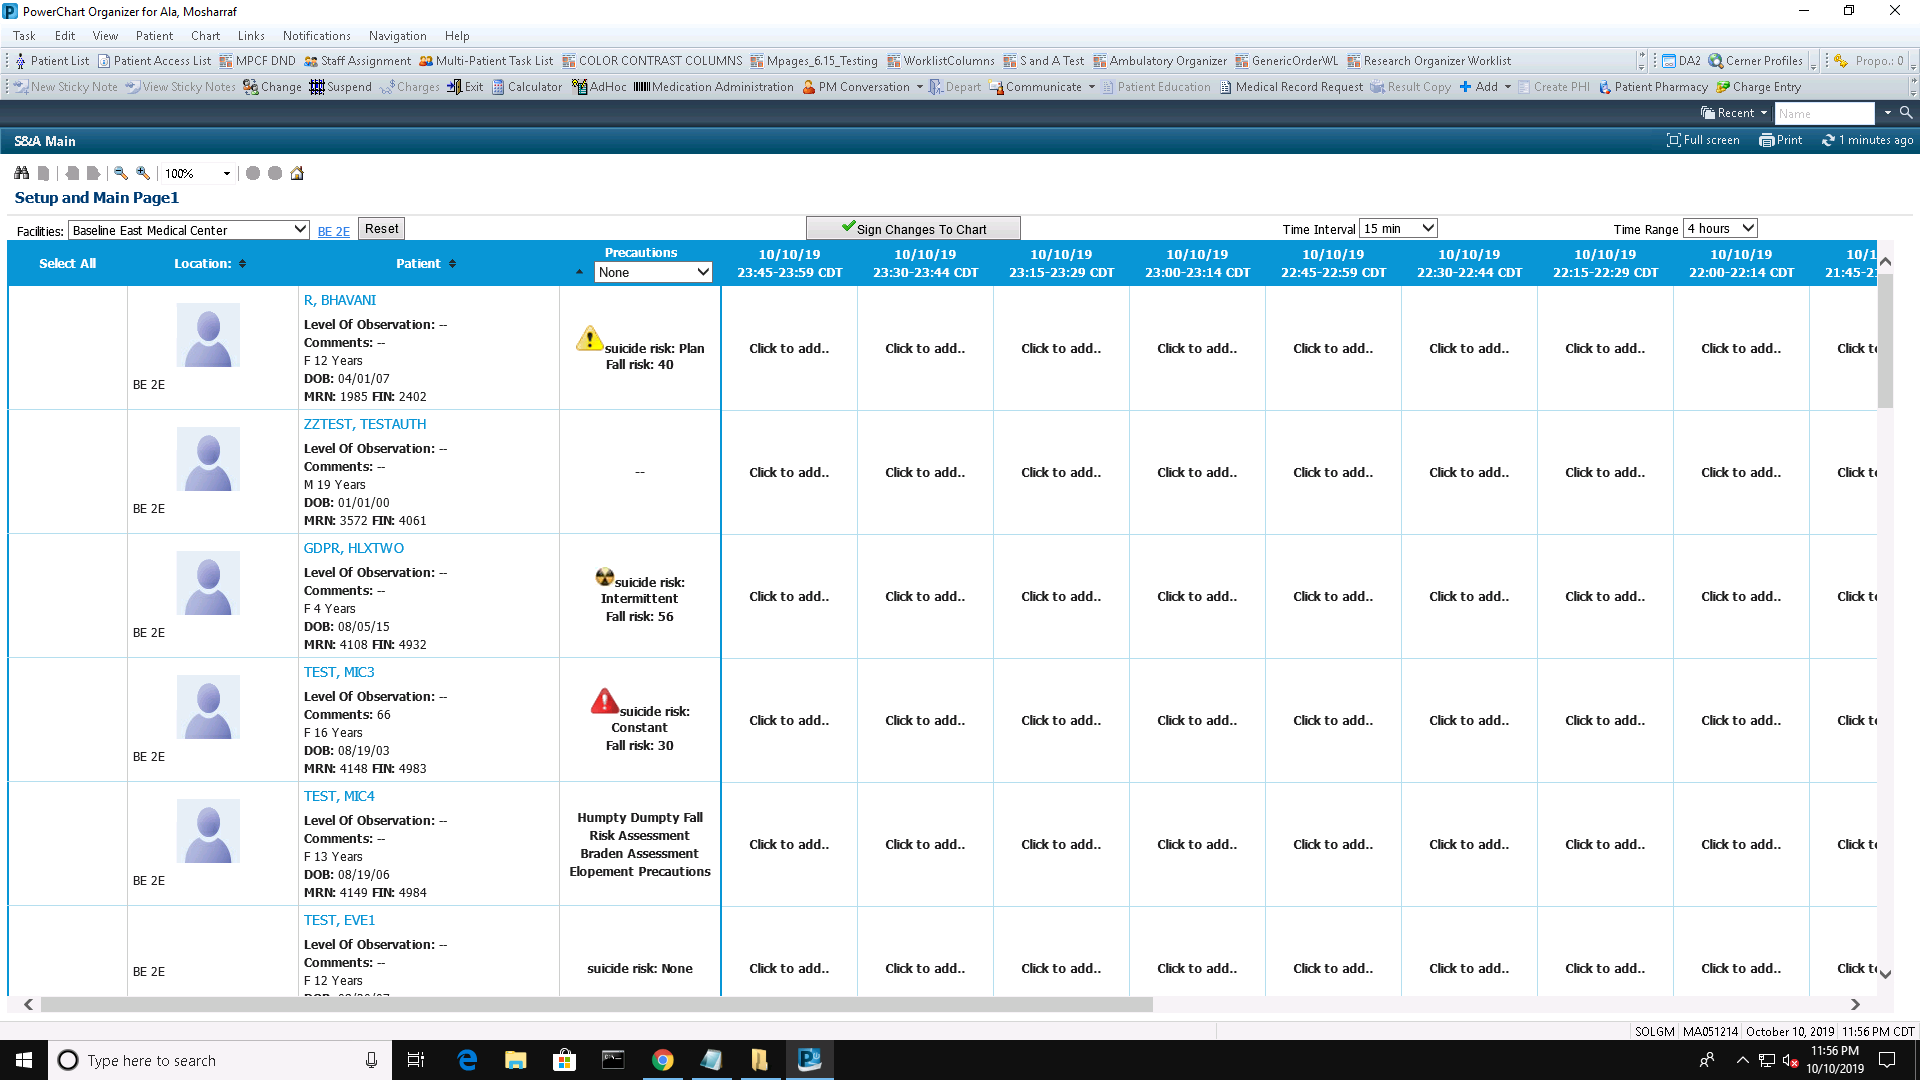 PowerChart Organizer for Ala, Mosharraf
Task Edit View Patient Chart Links Notifications Navigation Help
Patient List Patient Access List MPCF DND Staff Assignment Multi-Patient Task List COLOR CONTRAST COLUMNS Mpages_6.15_Testing WorklistColumns S and A Test Ambulatory Organizer GenericOrderWL Research Organizer Worklist DA2 Cerner Profiles Propo.: 0
New Sticky Note View Sticky Notes Change Suspend Charges Exit Calculator AdHoc Medication Administration PM Conversation Depart Communicate Patient Education Medical Record Request Result Copy Add Create PHI Patient Pharmacy Charge Entry
Recent Name
S&A Main Full screen Print 1 minutes ago
100%
Setup and Main Page1
Facilities: Baseline East Medical Center BE 2E Reset Sign Changes To Chart Time Interval 15 min Time Range 4 hours
Select All Location: Patient Precautions None
10/10/19 10/10/19 10/10/19 10/10/19 10/10/19 10/10/19 10/10/19 10/10/19 10/1
23:45-23:59 CDT 23:30-23:44 CDT 23:15-23:29 CDT 23:00-23:14 CDT 22:45-22:59 CDT 22:30-22:44 CDT 22:15-22:29 CDT 22:00-22:14 CDT 21:45-2
BE 2E
R, BHAVANI
Level Of Observation: --
Comments: --
F 12 Years
DOB: 04/01/07
MRN: 1985 FIN: 2402
suicide risk: Plan
Fall risk: 40
Click to add.. Click to add.. Click to add.. Click to add.. Click to add.. Click to add.. Click to add.. Click to add.. Click t
BE 2E
ZZTEST, TESTAUTH
Level Of Observation: --
Comments: --
M 19 Years
DOB: 01/01/00
MRN: 3572 FIN: 4061
--
Click to add.. Click to add.. Click to add.. Click to add.. Click to add.. Click to add.. Click to add.. Click to add.. Click t
BE 2E
GDPR, HLXTWO
Level Of Observation: --
Comments: --
F 4 Years
DOB: 08/05/15
MRN: 4108 FIN: 4932
suicide risk:
Intermittent
Fall risk: 56
Click to add.. Click to add.. Click to add.. Click to add.. Click to add.. Click to add.. Click to add.. Click to add.. Click t
BE 2E
TEST, MIC3
Level Of Observation: --
Comments: 66
F 16 Years
DOB: 08/19/03
MRN: 4148 FIN: 4983
suicide risk:
Constant
Fall risk: 30
Click to add.. Click to add.. Click to add.. Click to add.. Click to add.. Click to add.. Click to add.. Click to add.. Click t
BE 2E
TEST, MIC4
Level Of Observation: --
Comments: --
F 13 Years
DOB: 08/19/06
MRN: 4149 FIN: 4984
Humpty Dumpty Fall
Risk Assessment
Braden Assessment
Elopement Precautions
Click to add.. Click to add.. Click to add.. Click to add.. Click to add.. Click to add.. Click to add.. Click to add.. Click t
BE 2E
TEST, EVE1
Level Of Observation: --
Comments: --
F 12 Years
suicide risk: None
Click to add.. Click to add.. Click to add.. Click to add.. Click to add.. Click to add.. Click to add.. Click to add.. Click t
SOLGM MA051214 October 10, 2019 11:56 PM CDT
Type here to search
11:56 PM
10/10/2019